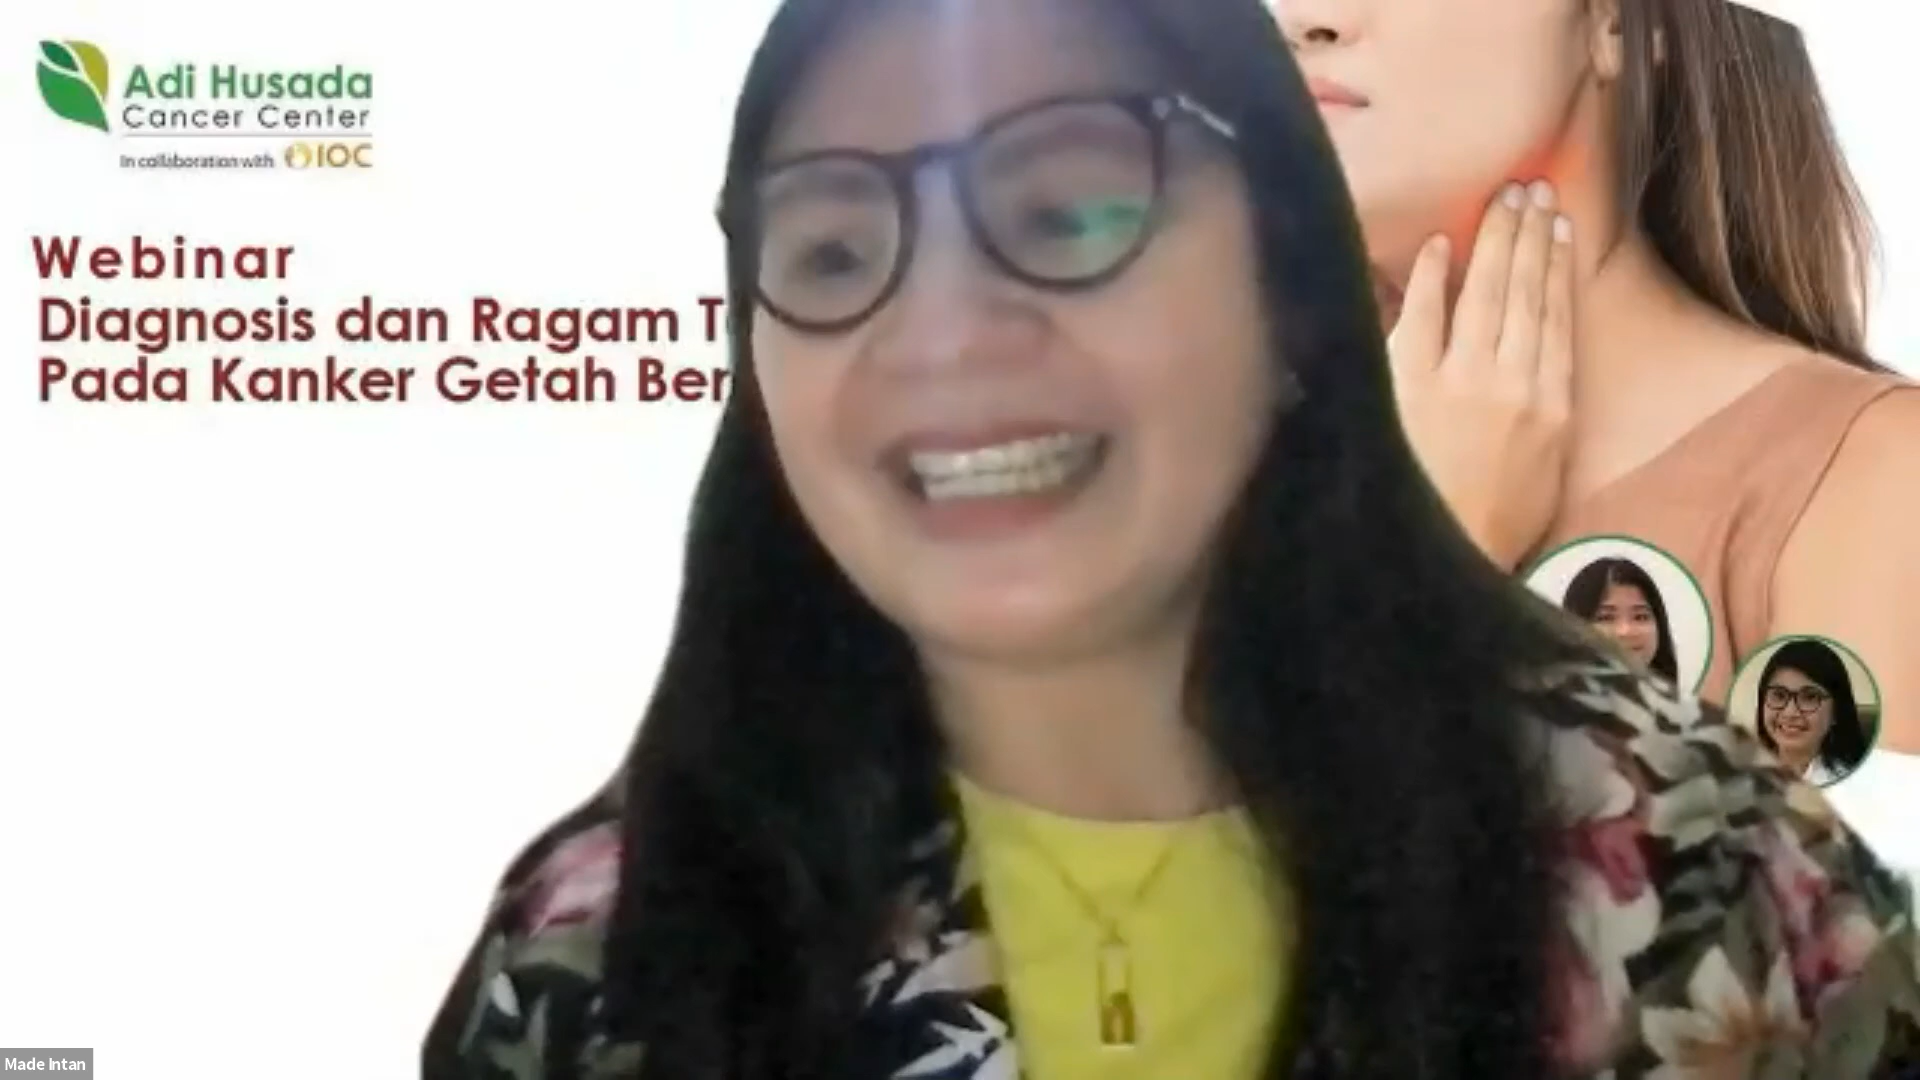 Adi Husada
Cancer Center
In collaboration with IOC
Webinar
Diagnosis dan Ragam T
Pada Kanker Getah Ber
Made Intan